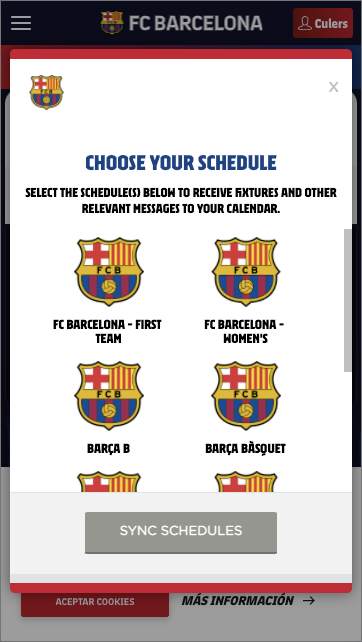 FC BARCELONA
Culers
x
CHOOSE YOUR SCHEDULE
SELECT THE SCHEDULE(S) BELOW TO RECEIVE FIXTURES AND OTHER
RELEVANT MESSAGES TO YOUR CALENDAR.
FCB
FCB
FC BARCELONA - FIRST
TEAM
FC BARCELONA -
WOMEN'S
FCB
FCB
BARÇA B
BARÇA BÀSQUET
SYNC SCHEDULES
ACEPTAR COOKIES
MÁS INFORMACIÓN